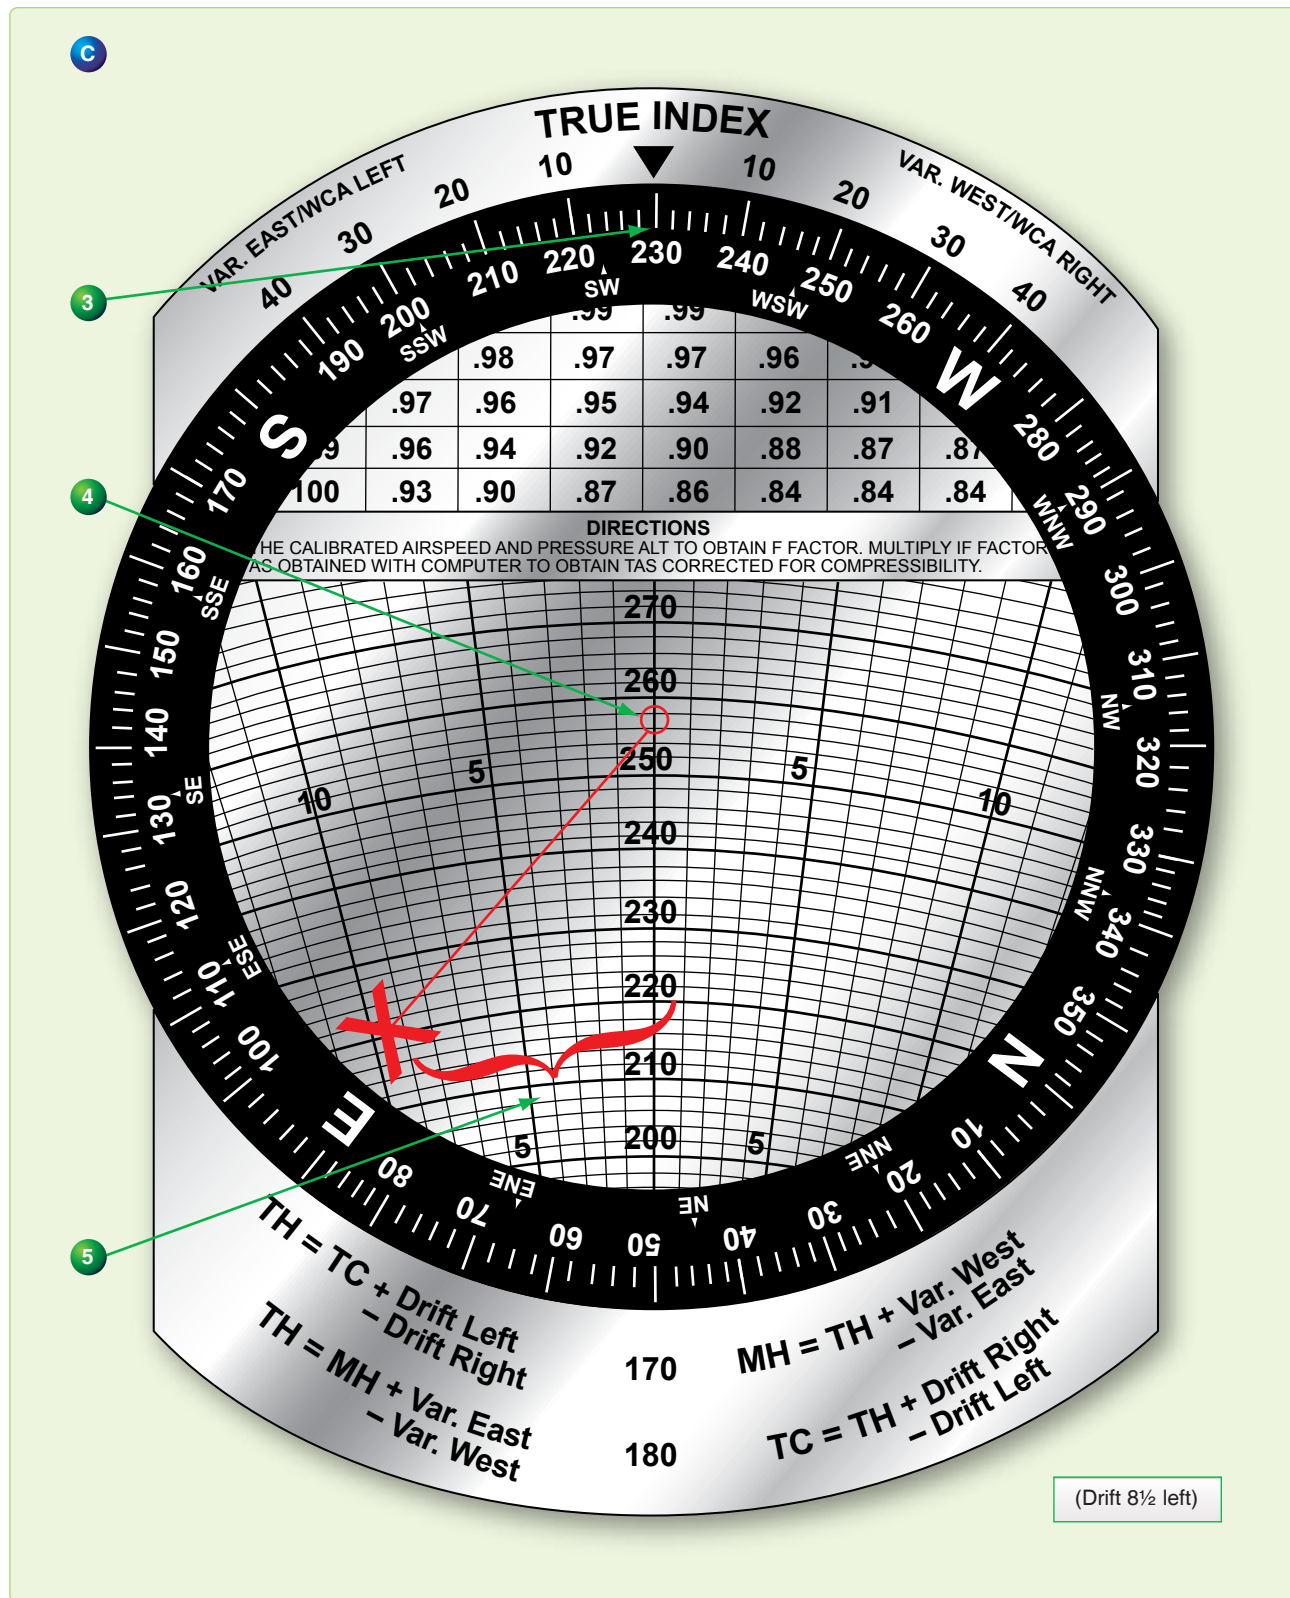 C
TRUE INDEX
VAR. EAST/WCA LEFT
VAR. WEST/WCA RIGHT
40 30 20 10 10 20 30 40
190 200 210 220 230 240 250 260
SSW SW WSW
S W
3
.99 .99
.98 .97 .97 .96
.97 .96 .95 .94 .92 .91
.96 .94 .92 .90 .88 .87 .87
100 .93 .90 .87 .86 .84 .84 .84
DIRECTIONS
HE CALIBRATED AIRSPEED AND PRESSURE ALT TO OBTAIN F FACTOR. MULTIPLY IF FACTOR
AS OBTAINED WITH COMPUTER TO OBTAIN TAS CORRECTED FOR COMPRESSIBILITY.
4
170 280
290
WNW
160 SSE 300
150 310
NW
140 320
SE
130 330
120 NNW 340
ESE
110 350
100 N
E 10
80 70 60 50 40 30 20
ENE NE NNE
270
260
250
5 5
10 10
240
230
220
210
200
5 5
X
5
TH = TC + Drift Left
– Drift Right
TH = MH + Var. East
– Var. West
170
180
MH = TH + Var. West
– Var. East
TC = TH + Drift Right
– Drift Left
(Drift 8½ left)